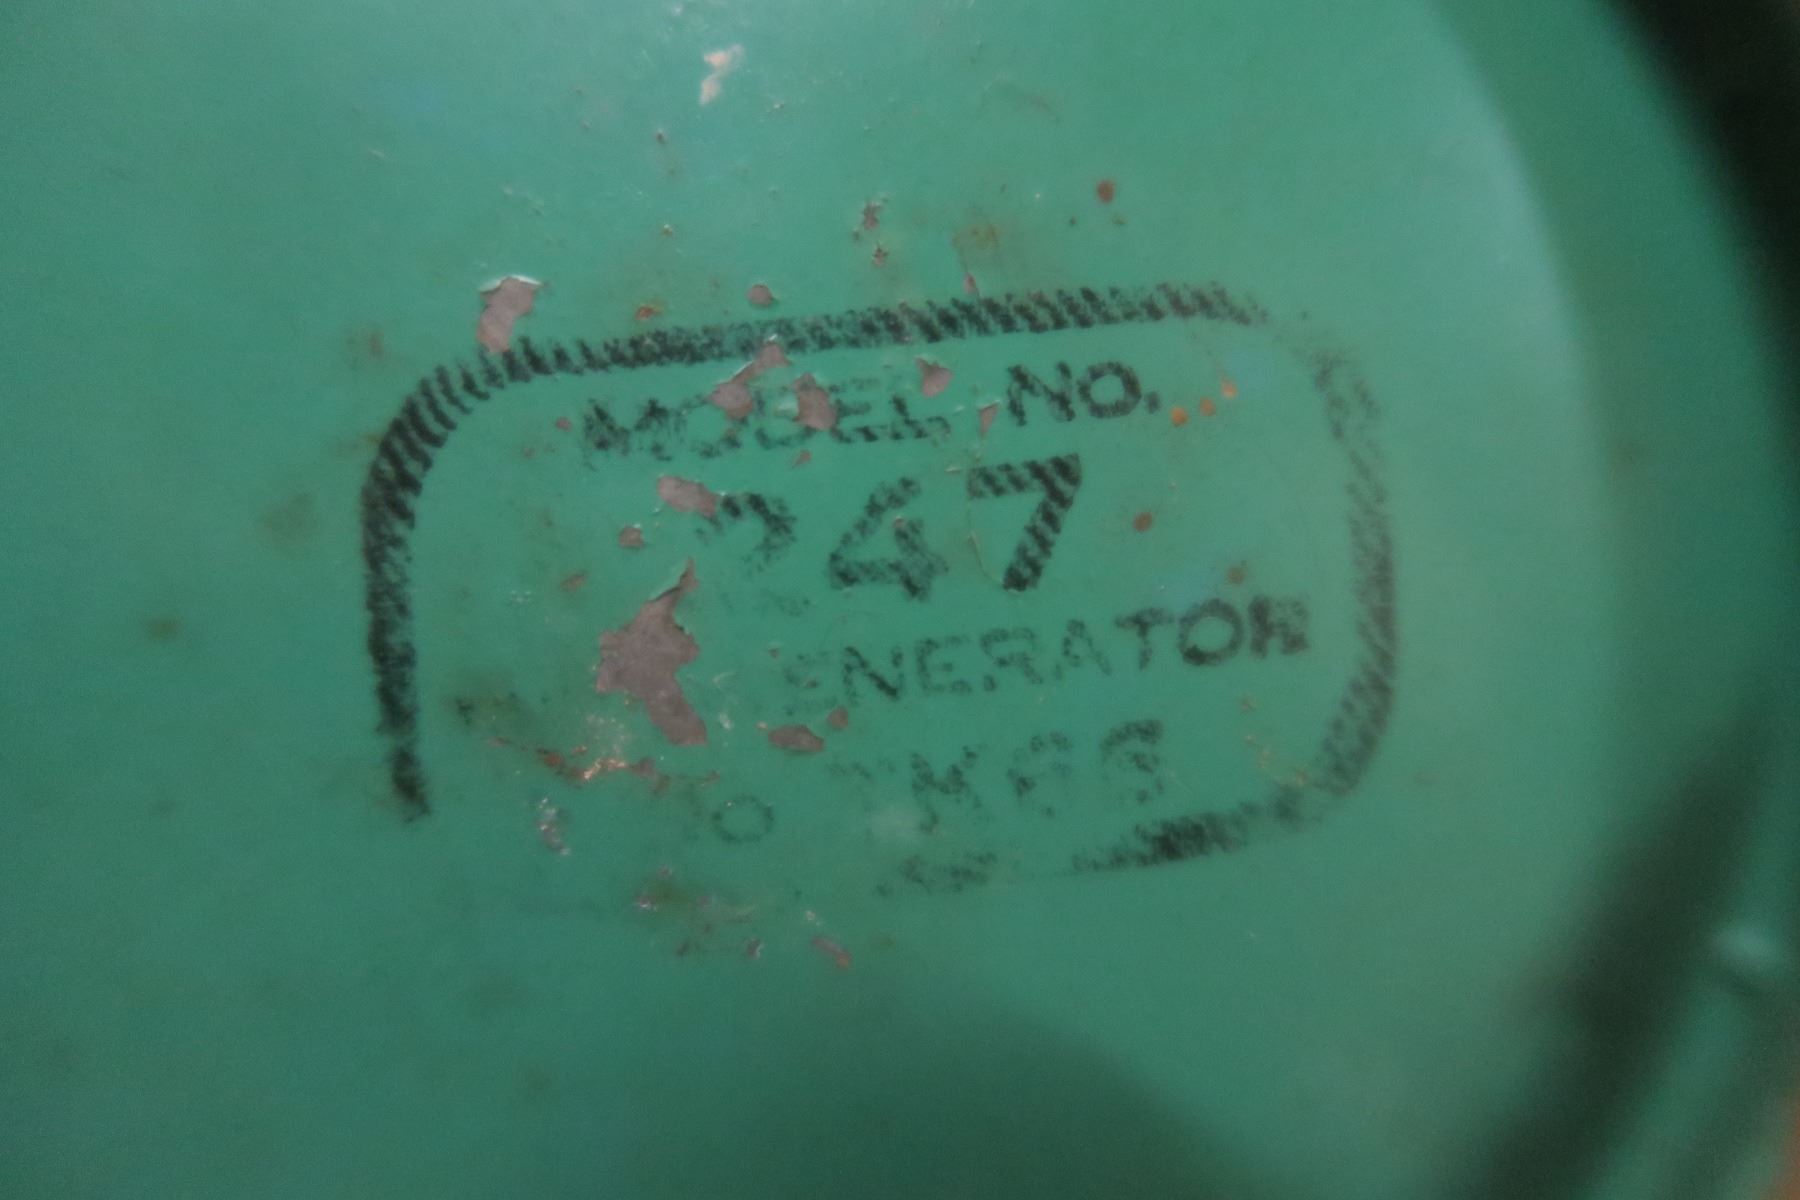 MODEL NO.
247
GENERATOR